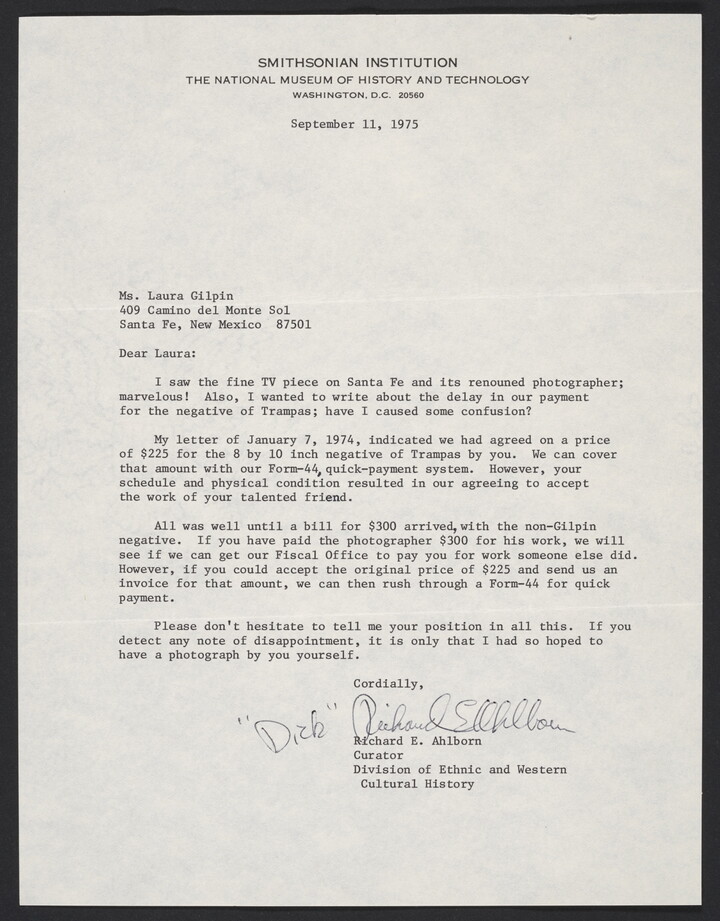 SMITHSONIAN INSTITUTION
THE NATIONAL MUSEUM OF HISTORY AND TECHNOLOGY
WASHINGTON, D.C. 20560
September 11, 1975
Ms. Laura Gilpin
409 Camino del Monte Sol
Santa Fe, New Mexico 87501
Dear Laura:
I saw the fine TV piece on Santa Fe and its renouned photographer;
marvelous! Also, I wanted to write about the delay in our payment
for the negative of Trampas; have I caused some confusion?
My letter of January 7, 1974, indicated we had agreed on a price
of $225 for the 8 by 10 inch negative of Trampas by you. We can cover
that amount with our Form-44, quick-payment system. However, your
schedule and physical condition resulted in our agreeing to accept
the work of your talented friend.
All was well until a bill for $300 arrived, with the non-Gilpin
negative. If you have paid the photographer $300 for his work, we will
see if we can get our Fiscal Office to pay you for work someone else did.
However, if you could accept the original price of $225 and send us an
invoice for that amount, we can then rush through a Form-44 for quick
payment.
Please don't hesitate to tell me your position in all this. If you
detect any note of disappointment, it is only that I had so hoped to
have a photograph by you yourself.
Cordially,
"Dick" Richard E. Ahlborn
Richard E. Ahlborn
Curator
Division of Ethnic and Western
Cultural History